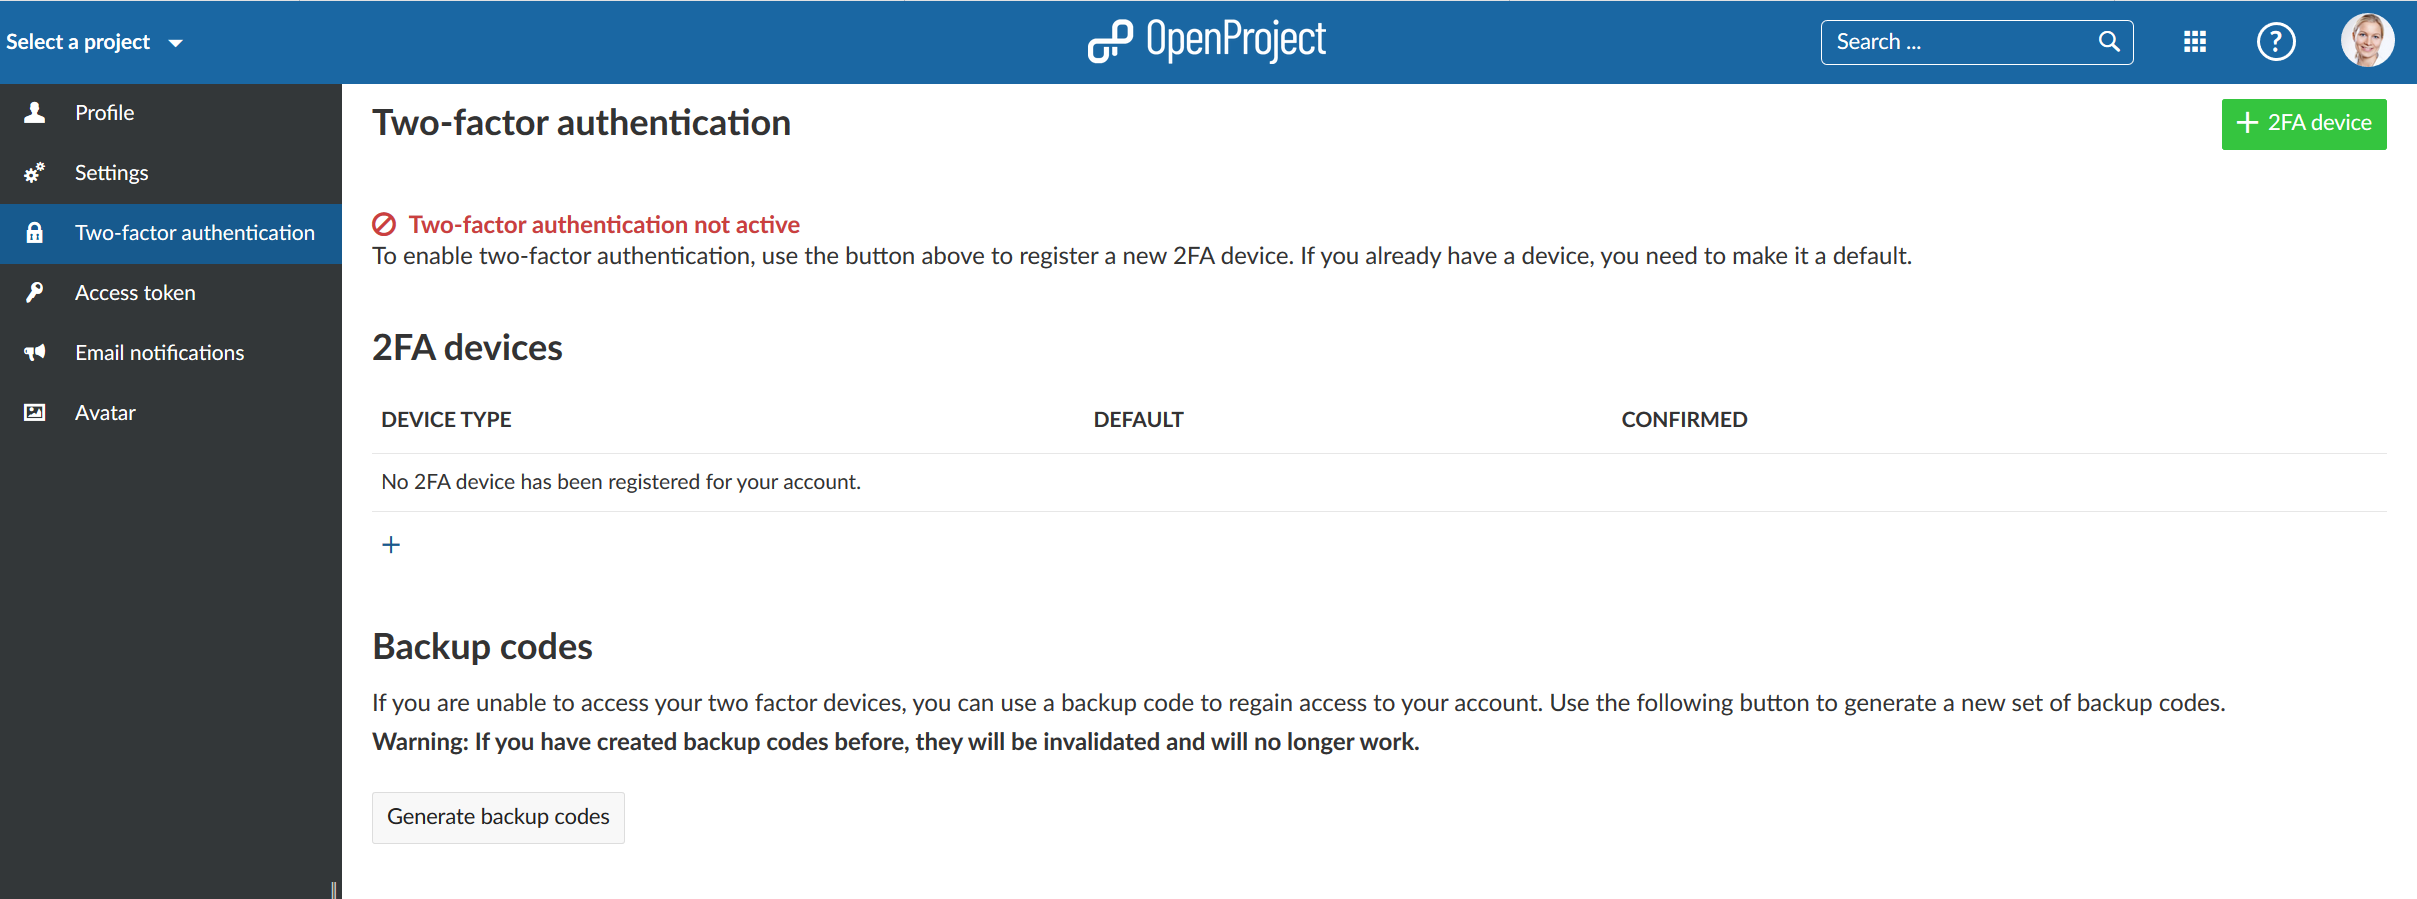 Select a project
OpenProject
Search ...
?
Profile
Settings
Two-factor authentication
Access token
Email notifications
Avatar
Two-factor authentication
2FA device
Two-factor authentication not active
To enable two-factor authentication, use the button above to register a new 2FA device. If you already have a device, you need to make it a default.
2FA devices
DEVICE TYPE DEFAULT CONFIRMED
No 2FA device has been registered for your account.
+
Backup codes
If you are unable to access your two factor devices, you can use a backup code to regain access to your account. Use the following button to generate a new set of backup codes.
Warning: If you have created backup codes before, they will be invalidated and will no longer work.
Generate backup codes